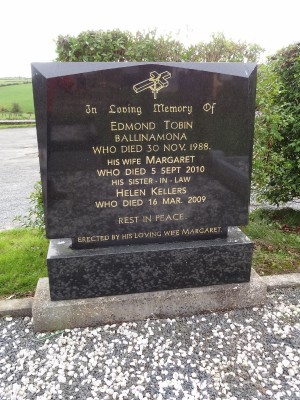 In Loving Memory Of
EDMOND TOBIN
BALLINAMONA
WHO DIED 30 NOV. 1988.
HIS WIFE MARGARET
WHO DIED 5 SEPT 2010
HIS SISTER-IN-LAW
HELEN KELLERS
WHO DIED 16 MAR. 2009
REST IN PEACE
ERECTED BY HIS LOVING WIFE MARGARET.